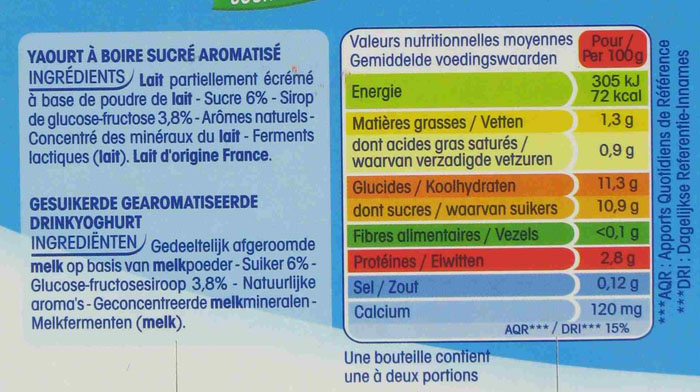 YAOURT À BOIRE SUCRÉ AROMATISÉ
INGRÉDIENTS Lait partiellement écrémé
à base de poudre de lait - Sucre 6% - Sirop
de glucose-fructose 3,8% - Arômes naturels -
Concentré des minéraux du lait - Ferments
lactiques (lait). Lait d'origine France.
GESUIKERDE GEAROMATISEERDE
DRINKYOGHURT
INGREDIËNTEN Gedeeltelijk afgeroomde
melk op basis van melkpoeder - Suiker 6% -
Glucose-fructosesiroop 3,8% - Natuurlijke
aroma's - Geconcentreerde melkmineralen -
Melkfermenten (melk).
Valeurs nutritionnelles moyennes
Gemiddelde voedingswaarden
Pour /
Per 100g
Energie 305 kJ
72 kcal
Matières grasses / Vetten 1,3 g
dont acides gras saturés /
waarvan verzadigde vetzuren 0,9 g
Glucides / Koolhydraten 11,3 g
dont sucres / waarvan suikers 10,9 g
Fibres alimentaires / Vezels <0,1 g
Protéines / Eiwitten 2,8 g
Sel / Zout 0,12 g
Calcium 120 mg
AQR*** / DRI*** 15%
Une bouteille contient
une à deux portions
***AQR : Apports Quotidiens de Référence
***DRI : Dagelijkse Referentie-Innames